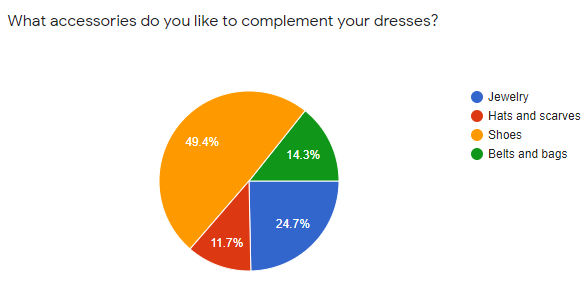 What accessories do you like to complement your dresses?
Jewelry
Hats and scarves
Shoes
Belts and bags
49.4%
14.3%
24.7%
11.7%